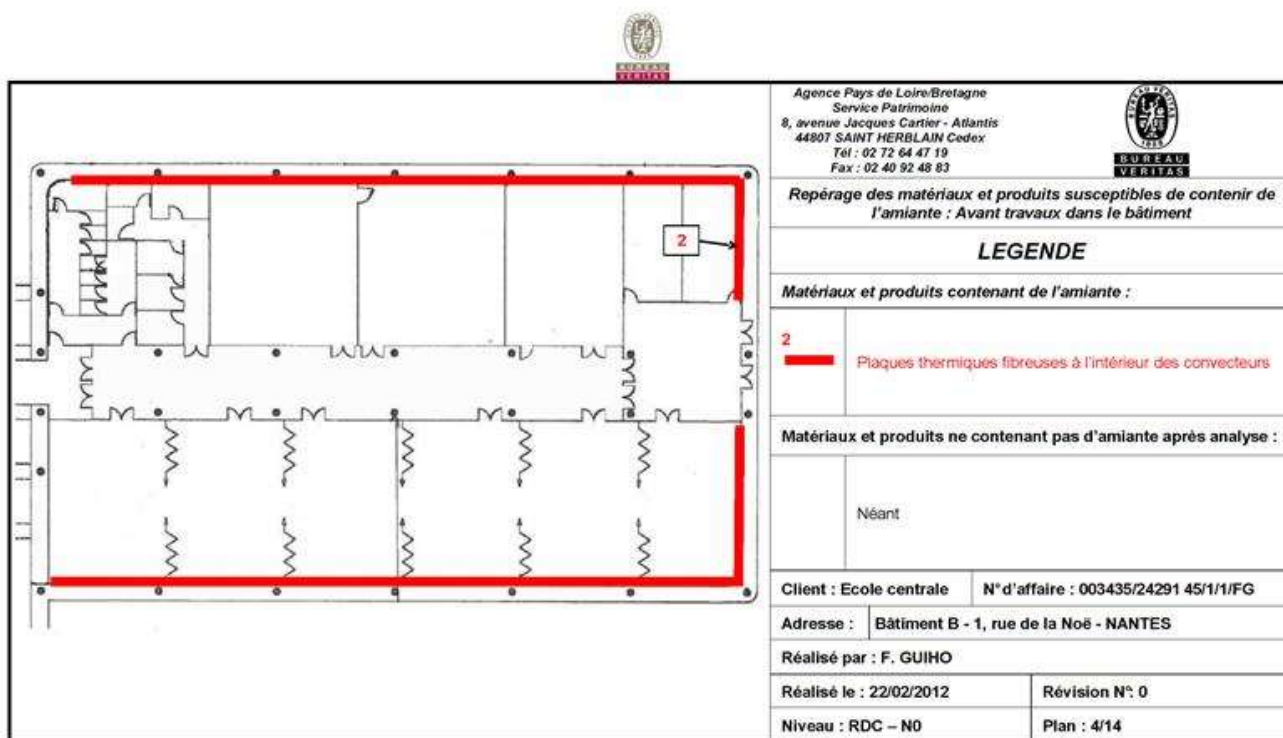 BUREAU
VERITAS
Agence Pays de Loire/Bretagne
Service Patrimoine
8, avenue Jacques Cartier - Atlantis
44807 SAINT HERBLAIN Cedex
Tél : 02 72 64 47 19
Fax : 02 40 92 48 83
BUREAU VERITAS
1828
BUREAU
VERITAS
Repérage des matériaux et produits susceptibles de contenir de
l'amiante : Avant travaux dans le bâtiment
LEGENDE
Matériaux et produits contenant de l'amiante :
2
2
Plaques thermiques fibreuses à l'intérieur des convecteurs
Matériaux et produits ne contenant pas d'amiante après analyse :
Néant
Client : Ecole centrale
N°d'affaire : 003435/24291 45/1/1/FG
Adresse : Bâtiment B - 1, rue de la Noë - NANTES
Réalisé par : F. GUIHO
Réalisé le : 22/02/2012
Révision N°: 0
Niveau : RDC – N0
Plan : 4/14